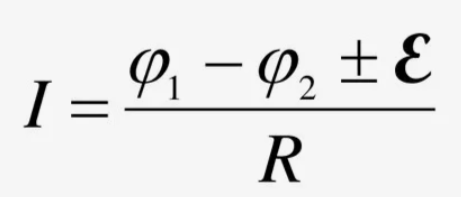 I = (φ₁ − φ₂ ± ℰ) / R